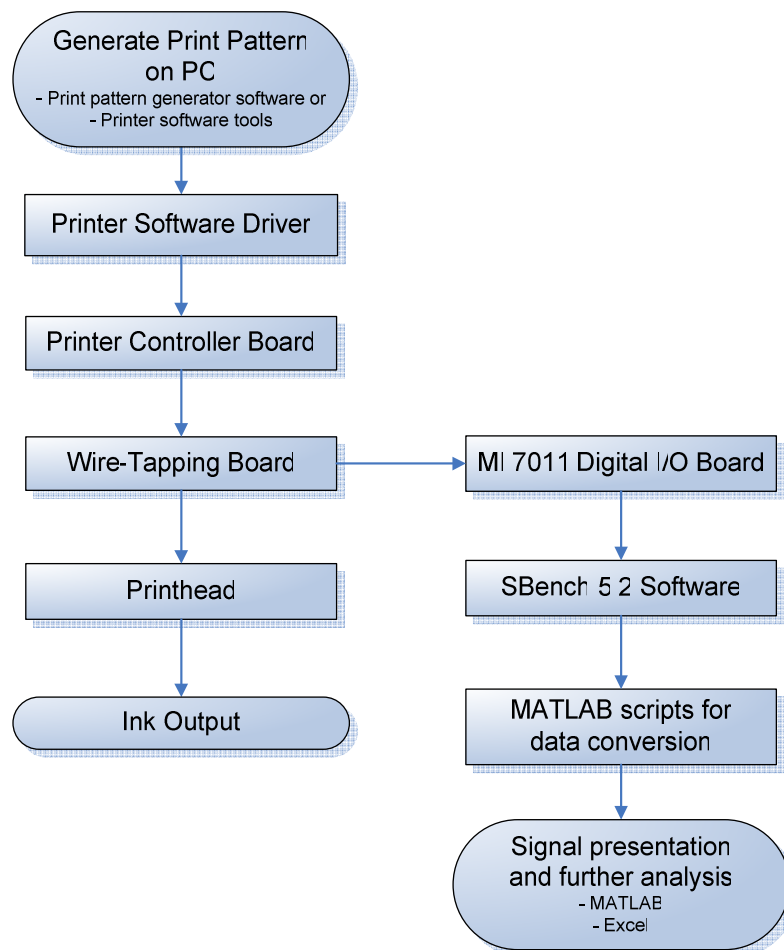 Generate Print Pattern
on PC
- Print pattern generator software or
- Printer software tools
Printer Software Driver
Printer Controller Board
Wire-Tapping Board
MI 7011 Digital I/O Board
Printhead
SBench 5.2 Software
Ink Output
MATLAB scripts for
data conversion
Signal presentation
and further analysis
- MATLAB
- Excel